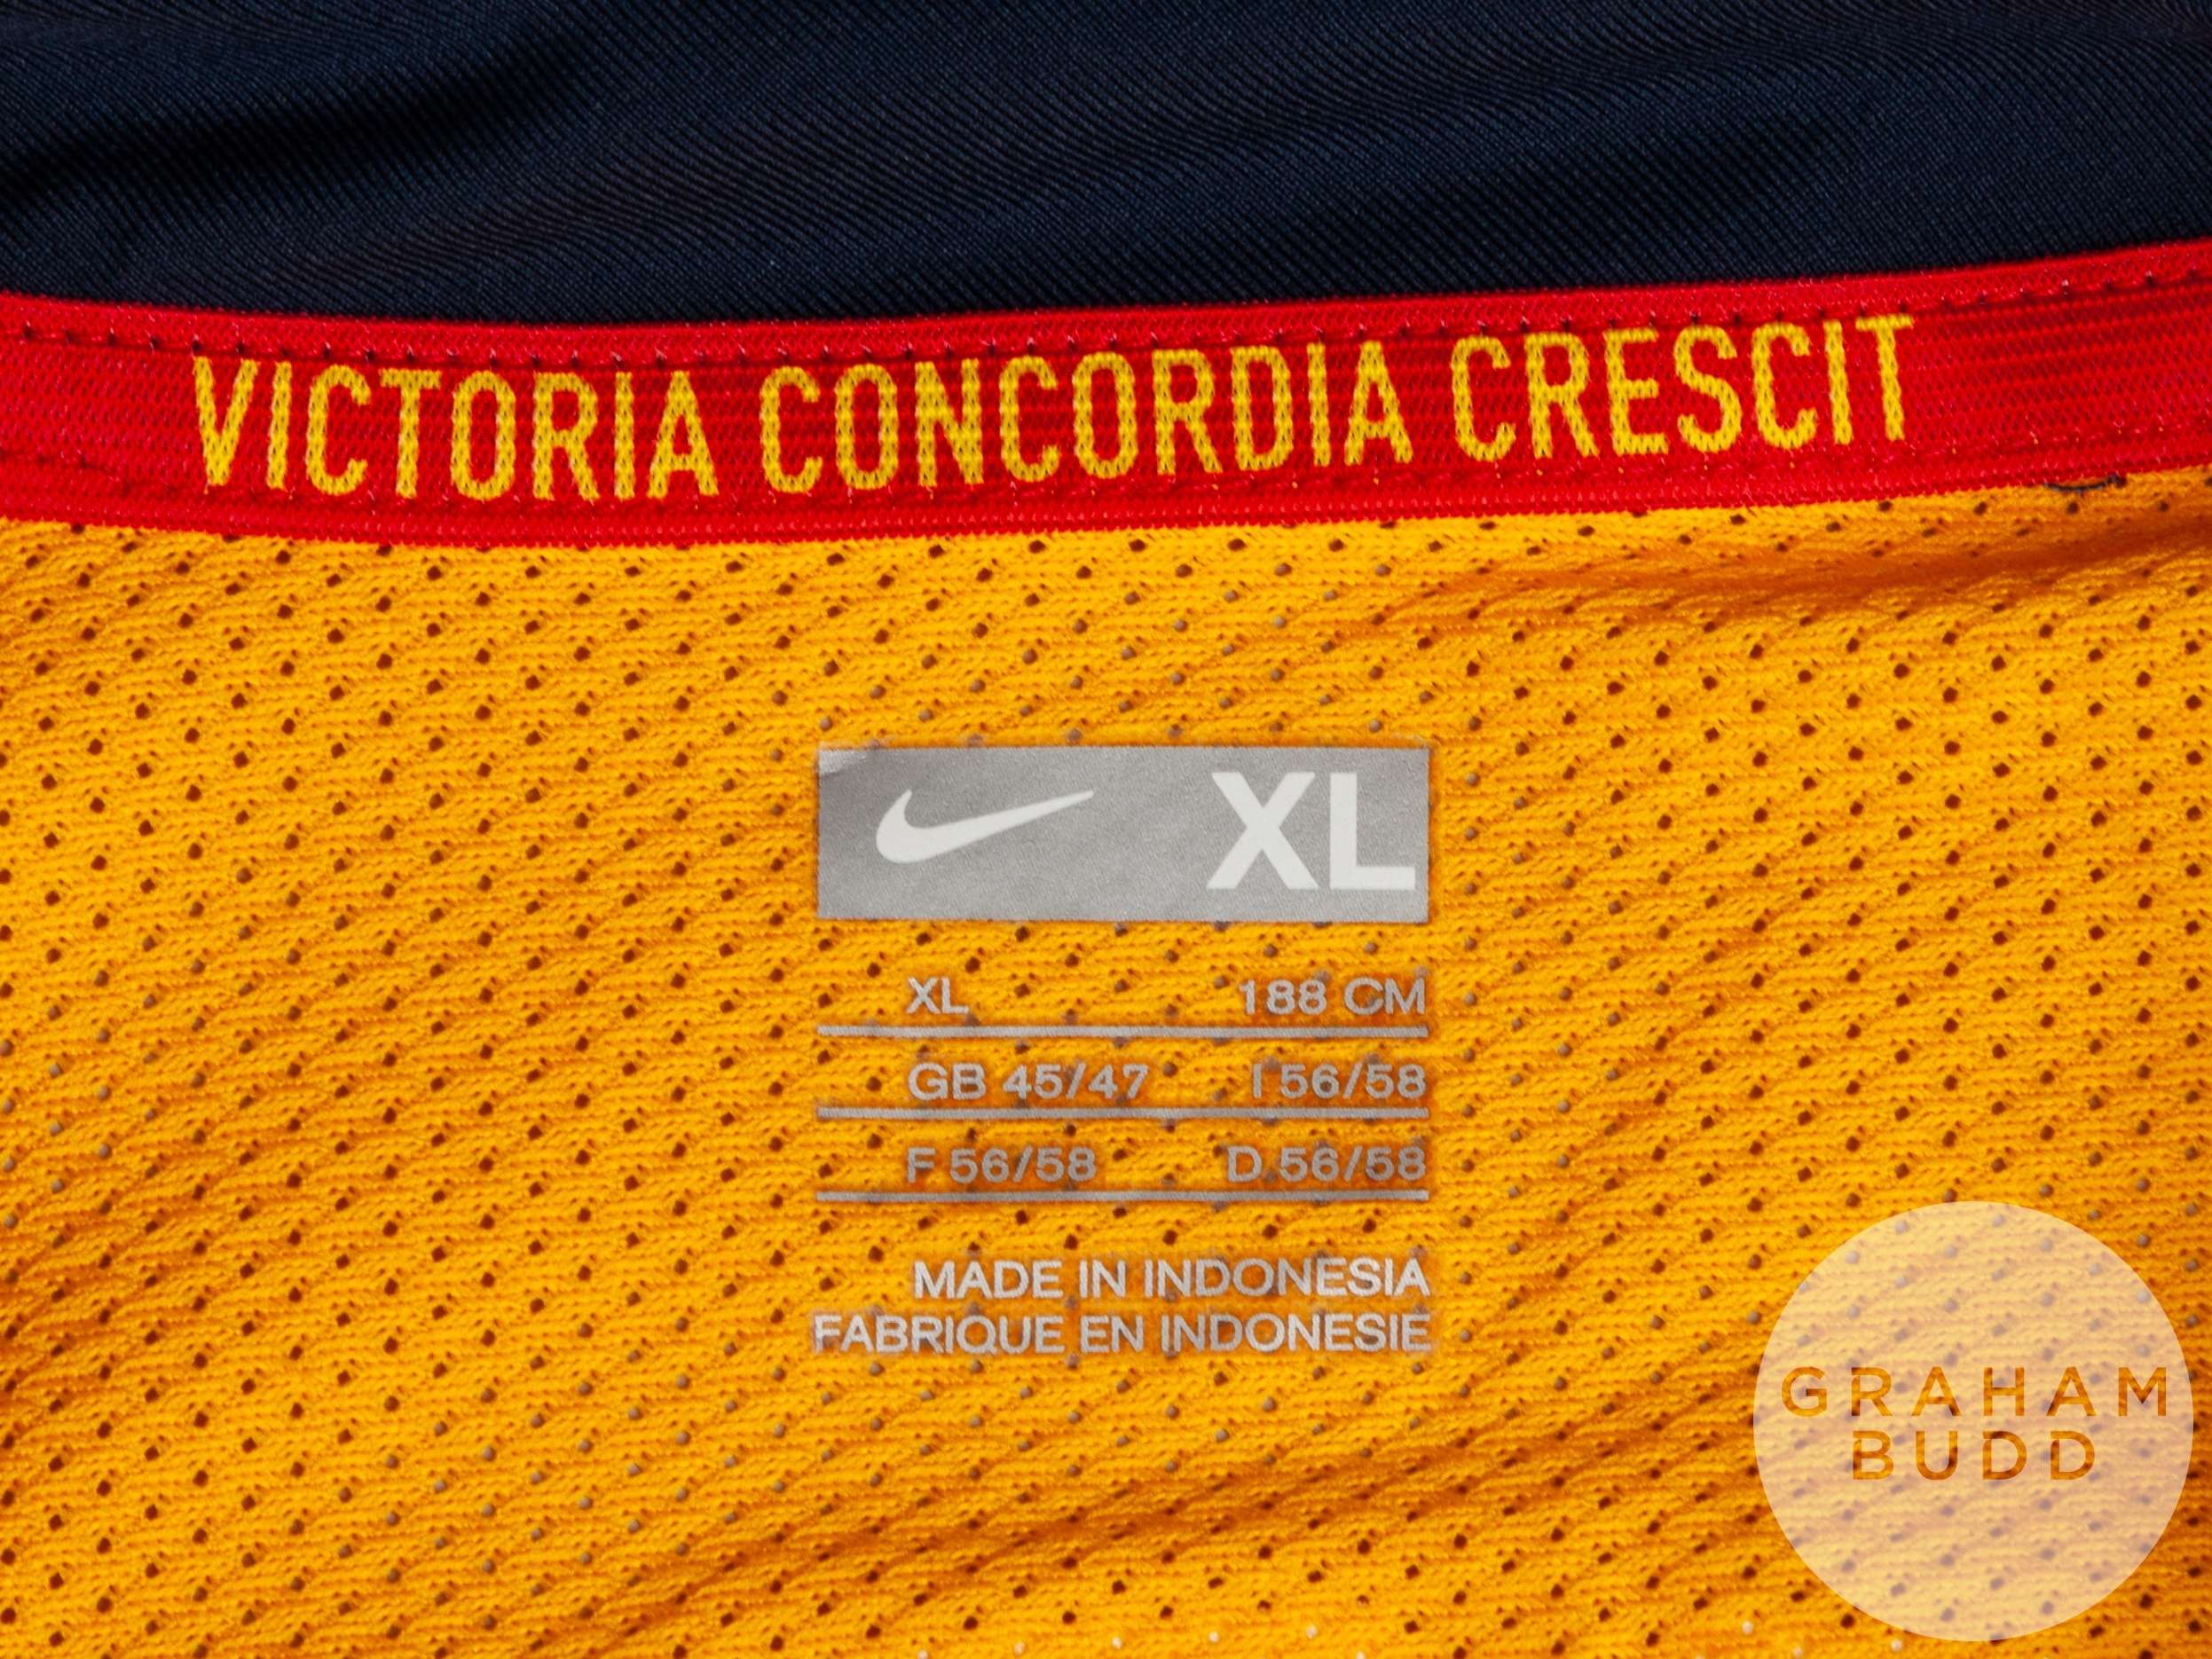 VICTORIA CONCORDIA CRESCIT
XL
XL 188 CM
GB 45/47 I 56/58
F 56/58 D 56/58
MADE IN INDONESIA
FABRIQUE EN INDONESIE
GRAHAM
BUDD